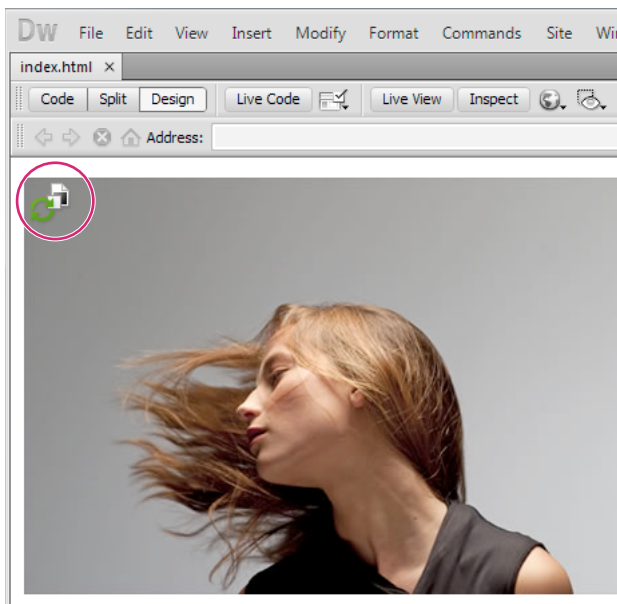 Dw File Edit View Insert Modify Format Commands Site Wi
index.html ×
Code Split Design Live Code Live View Inspect
Address: